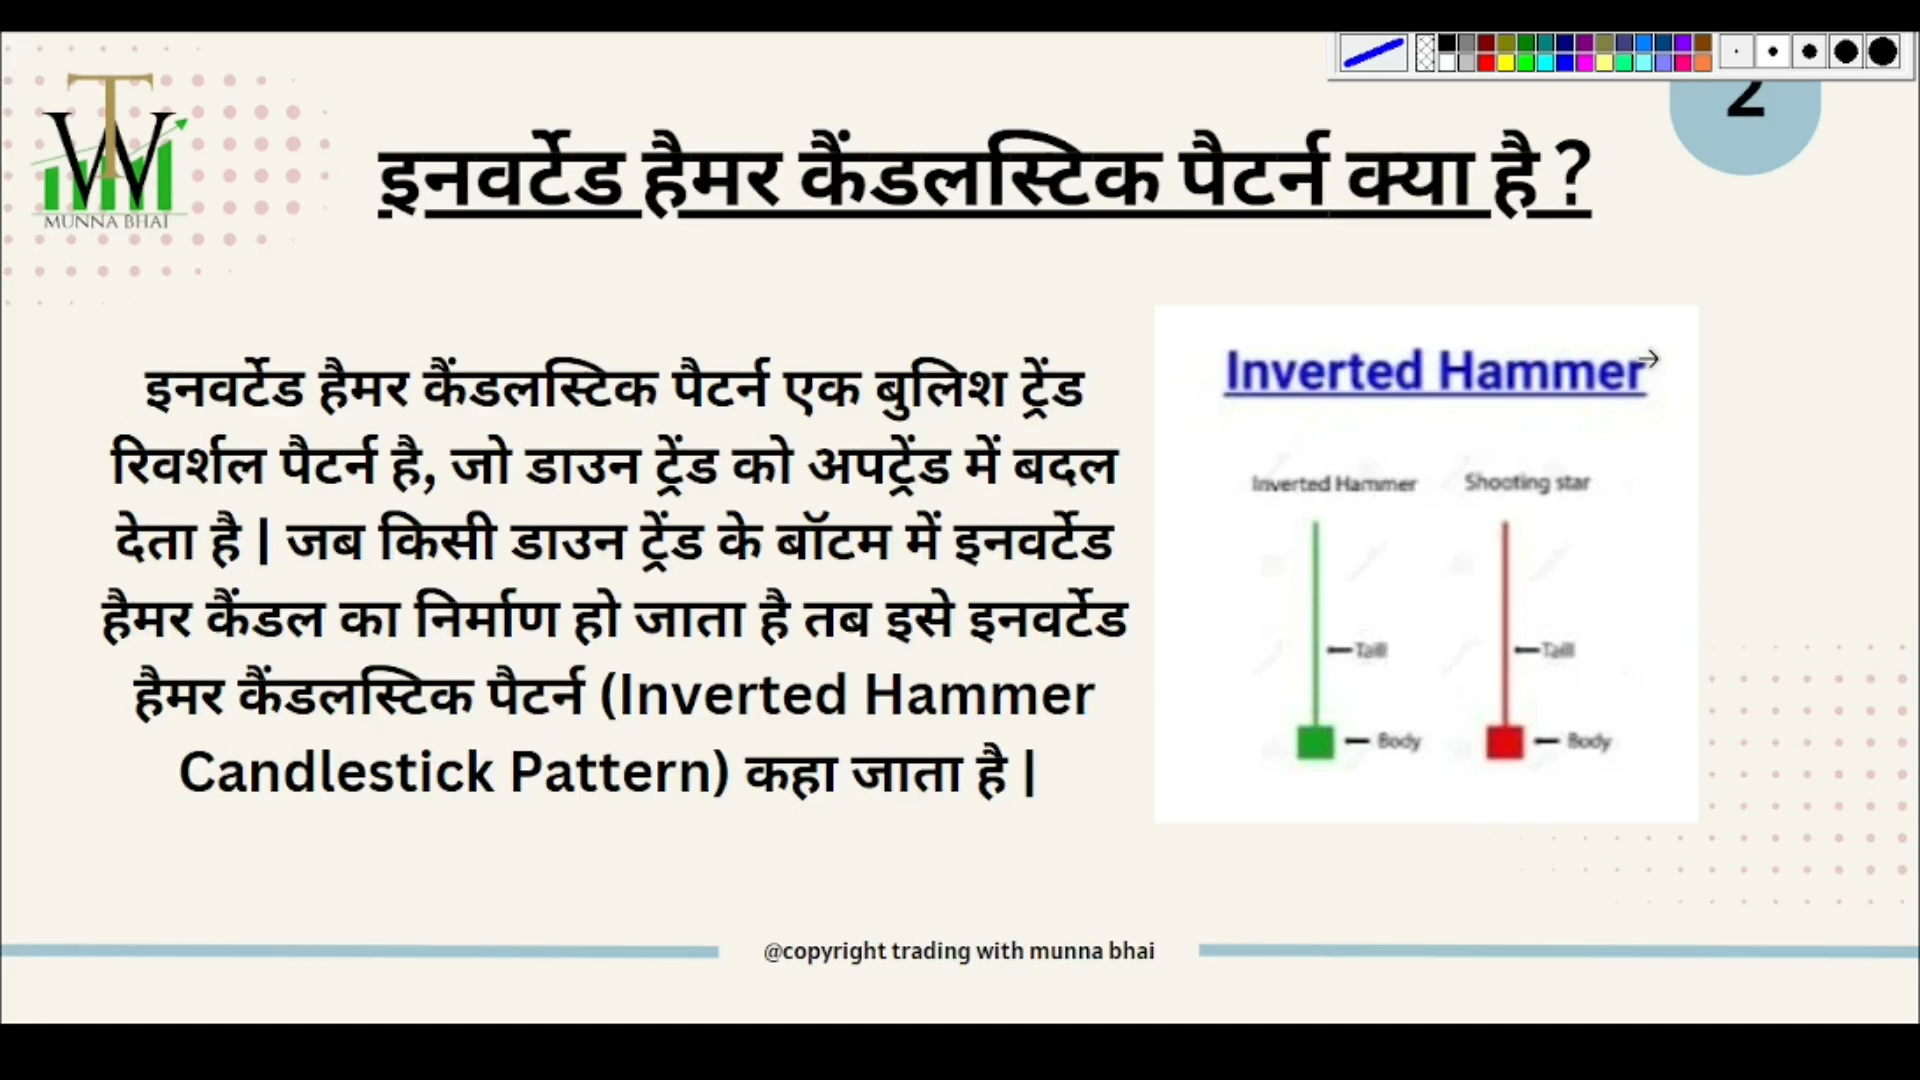 2
MUNNA BHAI
इनवर्टेड हैमर कैंडलस्टिक पैटर्न क्या है ?
इनवर्टेड हैमर कैंडलस्टिक पैटर्न एक बुलिश ट्रेंड
रिवर्शल पैटर्न है, जो डाउन ट्रेंड को अपट्रेंड में बदल
देता है | जब किसी डाउन ट्रेंड के बॉटम में इनवर्टेड
हैमर कैंडल का निर्माण हो जाता है तब इसे इनवर्टेड
हैमर कैंडलस्टिक पैटर्न (Inverted Hammer
Candlestick Pattern) कहा जाता है |
Inverted Hammer
Inverted Hammer Shooting star
Taill Taill
Body Body
@copyright trading with munna bhai